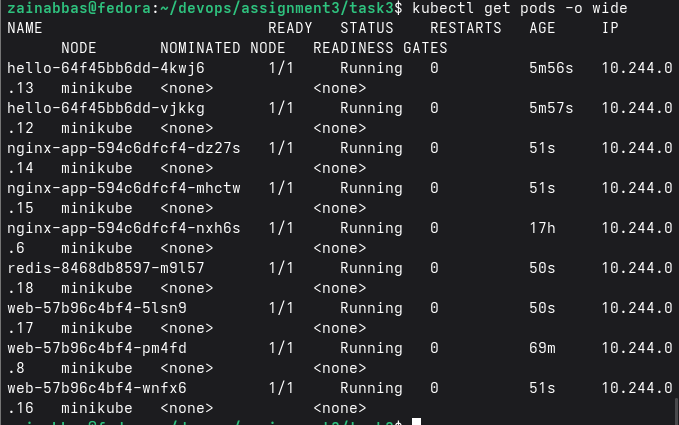 zainabbas@fedora:~/devops/assignment3/task3$ kubectl get pods -o wide
NAME                         READY   STATUS    RESTARTS   AGE     IP
      NODE       NOMINATED NODE   READINESS GATES
hello-64f45bb6dd-4kwj6       1/1     Running   0          5m56s   10.244.0
.13   minikube   <none>           <none>
hello-64f45bb6dd-vjkkg       1/1     Running   0          5m57s   10.244.0
.12   minikube   <none>           <none>
nginx-app-594c6dfcf4-dz27s   1/1     Running   0          51s     10.244.0
.14   minikube   <none>           <none>
nginx-app-594c6dfcf4-mhctw   1/1     Running   0          51s     10.244.0
.15   minikube   <none>           <none>
nginx-app-594c6dfcf4-nxh6s   1/1     Running   0          17h     10.244.0
.6    minikube   <none>           <none>
redis-8468db8597-m9l57       1/1     Running   0          50s     10.244.0
.18   minikube   <none>           <none>
web-57b96c4bf4-5lsn9         1/1     Running   0          50s     10.244.0
.17   minikube   <none>           <none>
web-57b96c4bf4-pm4fd         1/1     Running   0          69m     10.244.0
.8    minikube   <none>           <none>
web-57b96c4bf4-wnfx6         1/1     Running   0          51s     10.244.0
.16   minikube   <none>           <none>